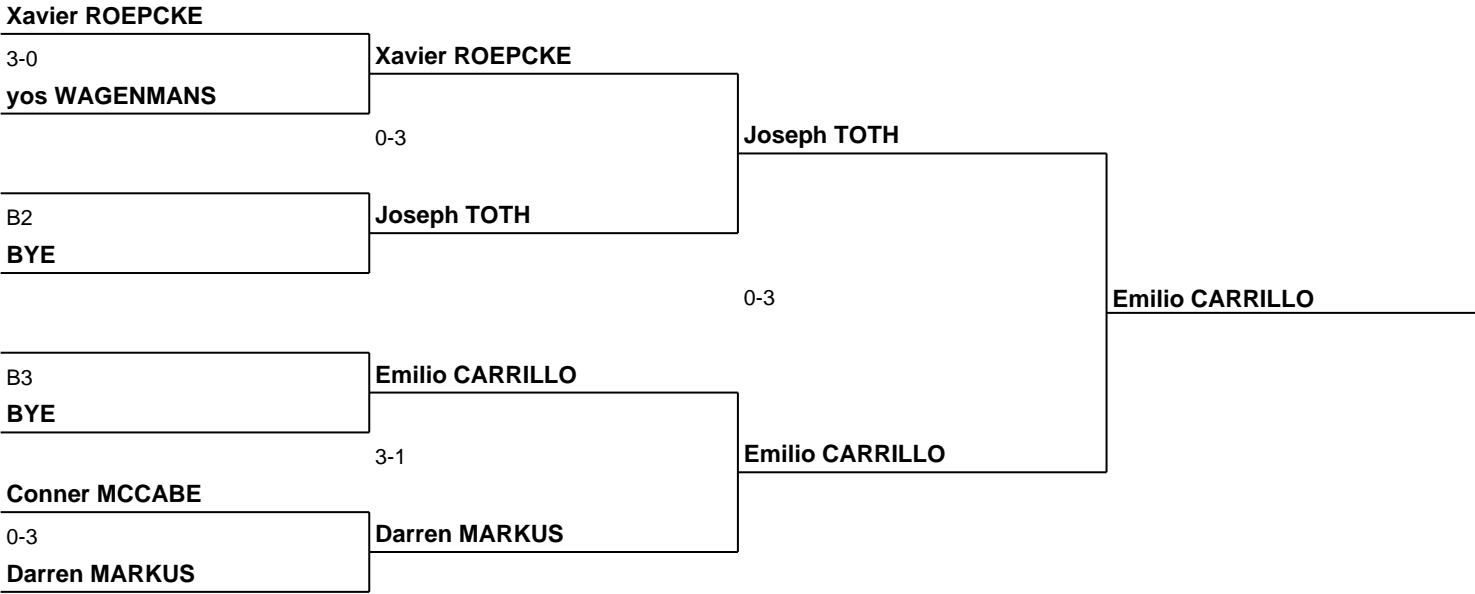 Xavier ROEPCKE
3-0
yos WAGENMANS
B2
BYE
B3
BYE
Conner MCCABE
0-3
Darren MARKUS
Xavier ROEPCKE
0-3
Joseph TOTH
Emilio CARRILLO
3-1
Darren MARKUS
Joseph TOTH
0-3
Emilio CARRILLO
Emilio CARRILLO